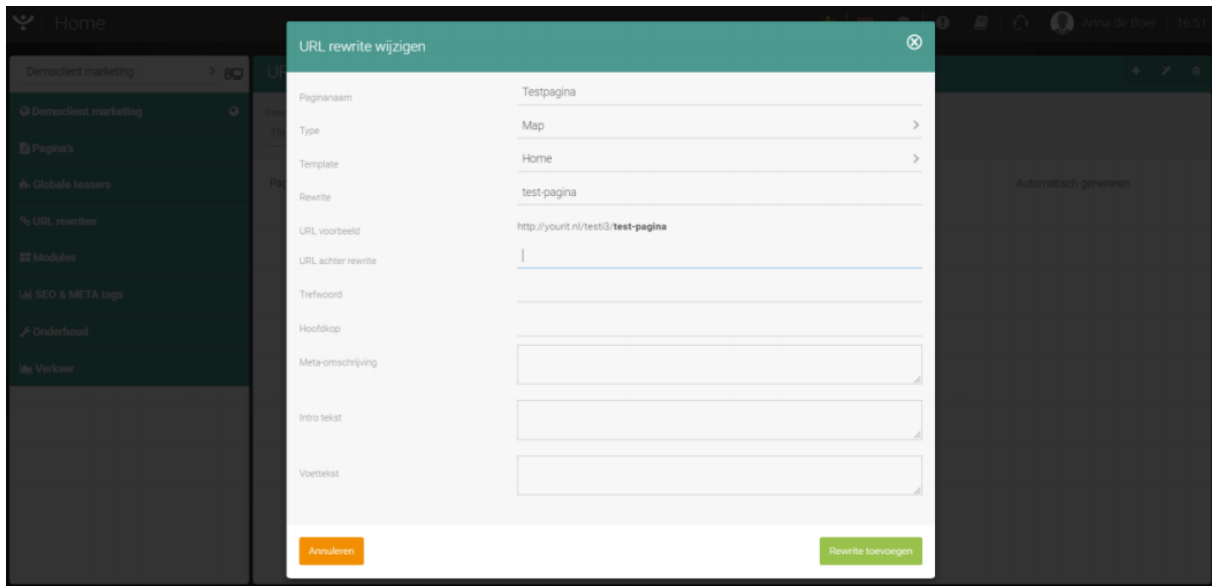 Home
Anna de Boer 16:51
URL rewrite wijzigen
Democlient marketing
Democlient marketing
Pagina's
Globale teasers
URL rewrites
Modules
SEO & META tags
Onderhoud
Verkeer
Automatisch genereren
Paginanaam Testpagina
Type Map
Template Home
Rewrite test-pagina
URL voorbeeld http://yourit.nl/testi3/test-pagina
URL achter rewrite
Trefwoord
Hoofdkop
Meta-omschrijving
Intro tekst
Voettekst
Annuleren Rewrite toevoegen